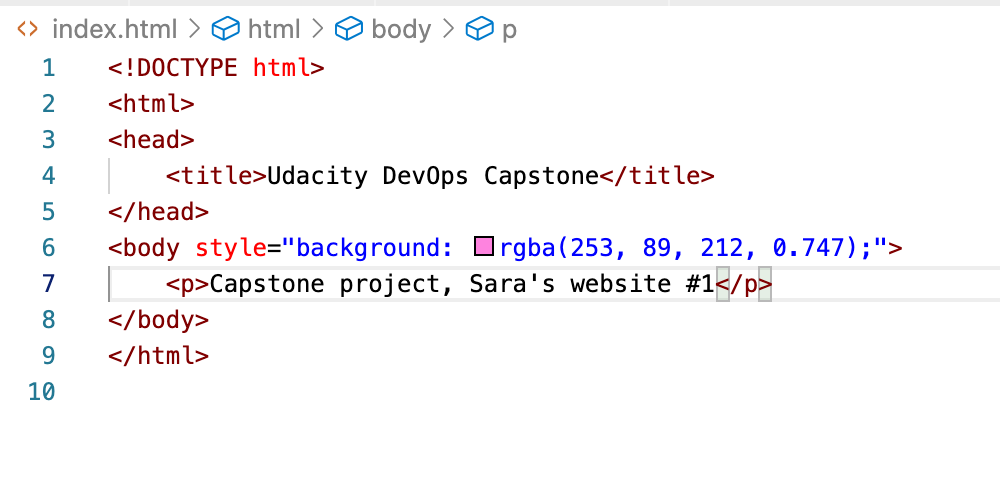 index.html > html > body > p
1 <!DOCTYPE html>
2 <html>
3 <head>
4 <title>Udacity DevOps Capstone</title>
5 </head>
6 <body style="background: rgba(253, 89, 212, 0.747);">
7 <p>Capstone project, Sara's website #1</p>
8 </body>
9 </html>
10